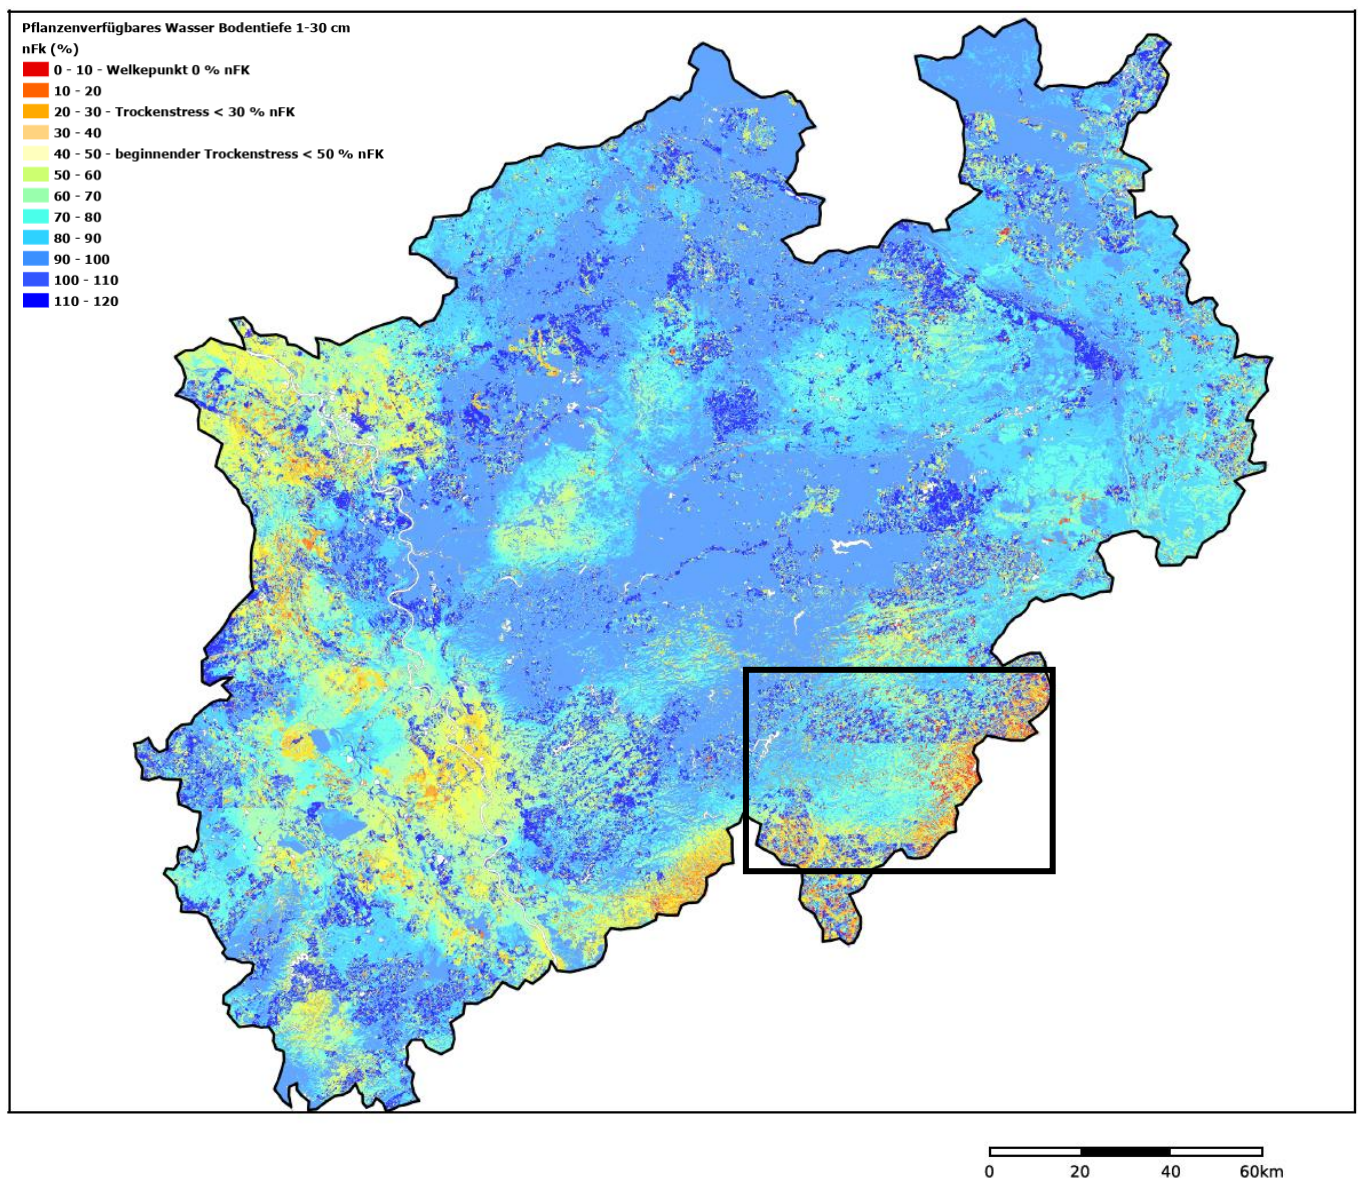 Pflanzenverfügbares Wasser Bodentiefe 1-30 cm
nFk (%)
0 - 10 - Welkepunkt 0 % nFK
10 - 20
20 - 30 - Trockenstress < 30 % nFK
30 - 40
40 - 50 - beginnender Trockenstress < 50 % nFK
50 - 60
60 - 70
70 - 80
80 - 90
90 - 100
100 - 110
110 - 120
0 20 40 60km